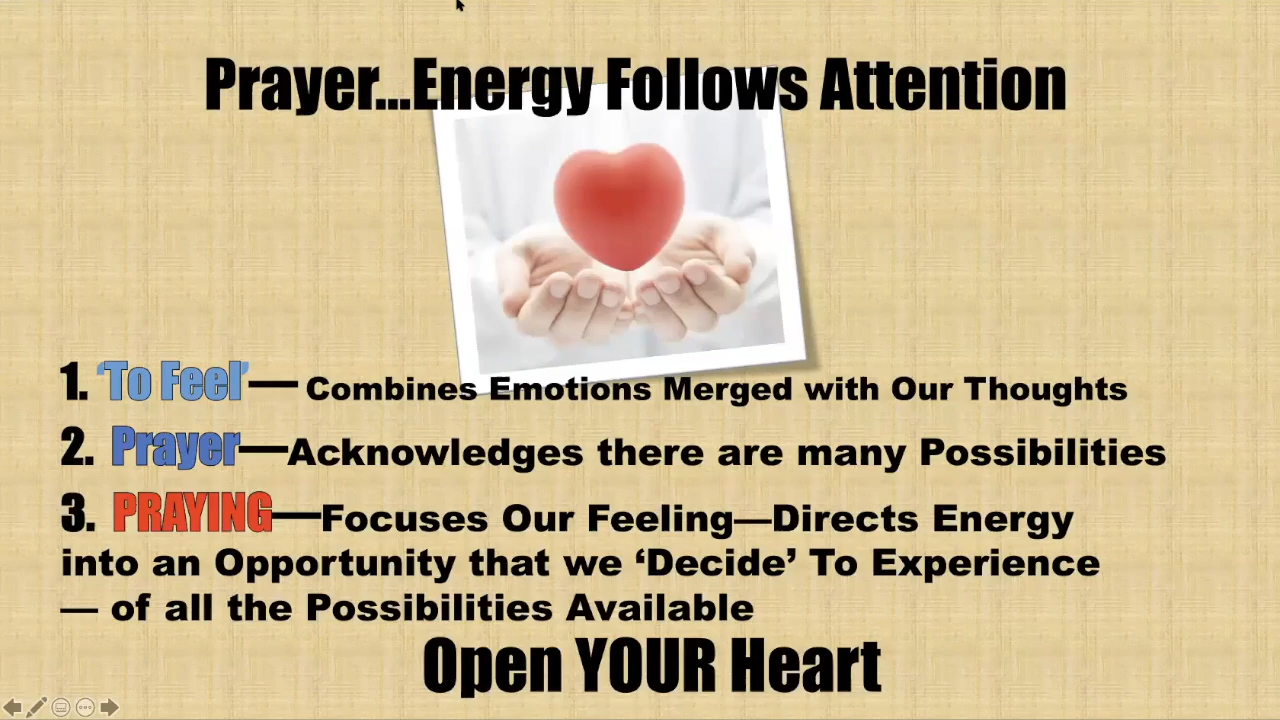 Prayer...Energy Follows Attention
1. ‘To Feel’—Combines Emotions Merged with Our Thoughts
2. Prayer—Acknowledges there are many Possibilities
3. PRAYING—Focuses Our Feeling—Directs Energy
into an Opportunity that we ‘Decide’ To Experience
— of all the Possibilities Available
Open YOUR Heart